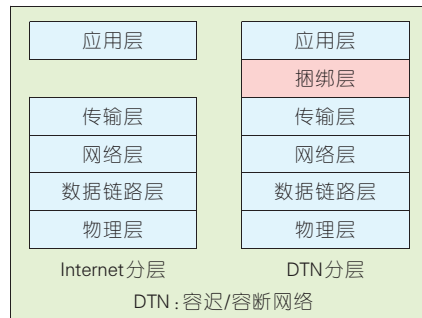 应用层
传输层
网络层
数据链路层
物理层
Internet分层
应用层
捆绑层
传输层
网络层
数据链路层
物理层
DTN分层
DTN：容迟/容断网络